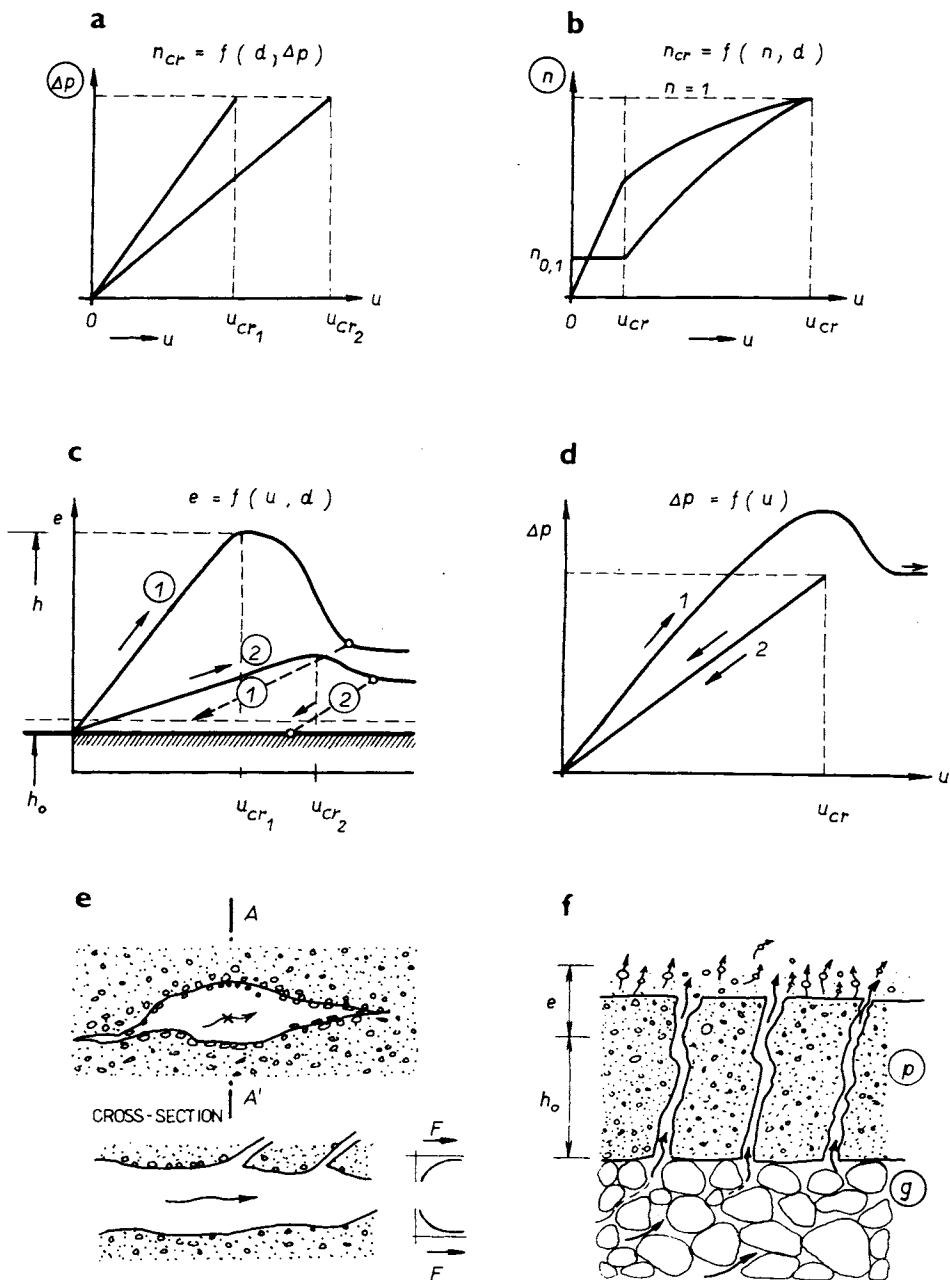 a
n_cr = f ( d, Δp )
Δp
0
u_cr1
u_cr2
u
u
b
n_cr = f ( n, d )
n
n = 1
n_0,1
0
u_cr
u_cr
u
u
c
e = f ( u, d )
e
h
1
2
1
2
h_o
u_cr1
u_cr2
d
Δp = f ( u )
Δp
1
2
u
u_cr
e
A
A'
CROSS-SECTION
F
F
f
e
h_o
p
g